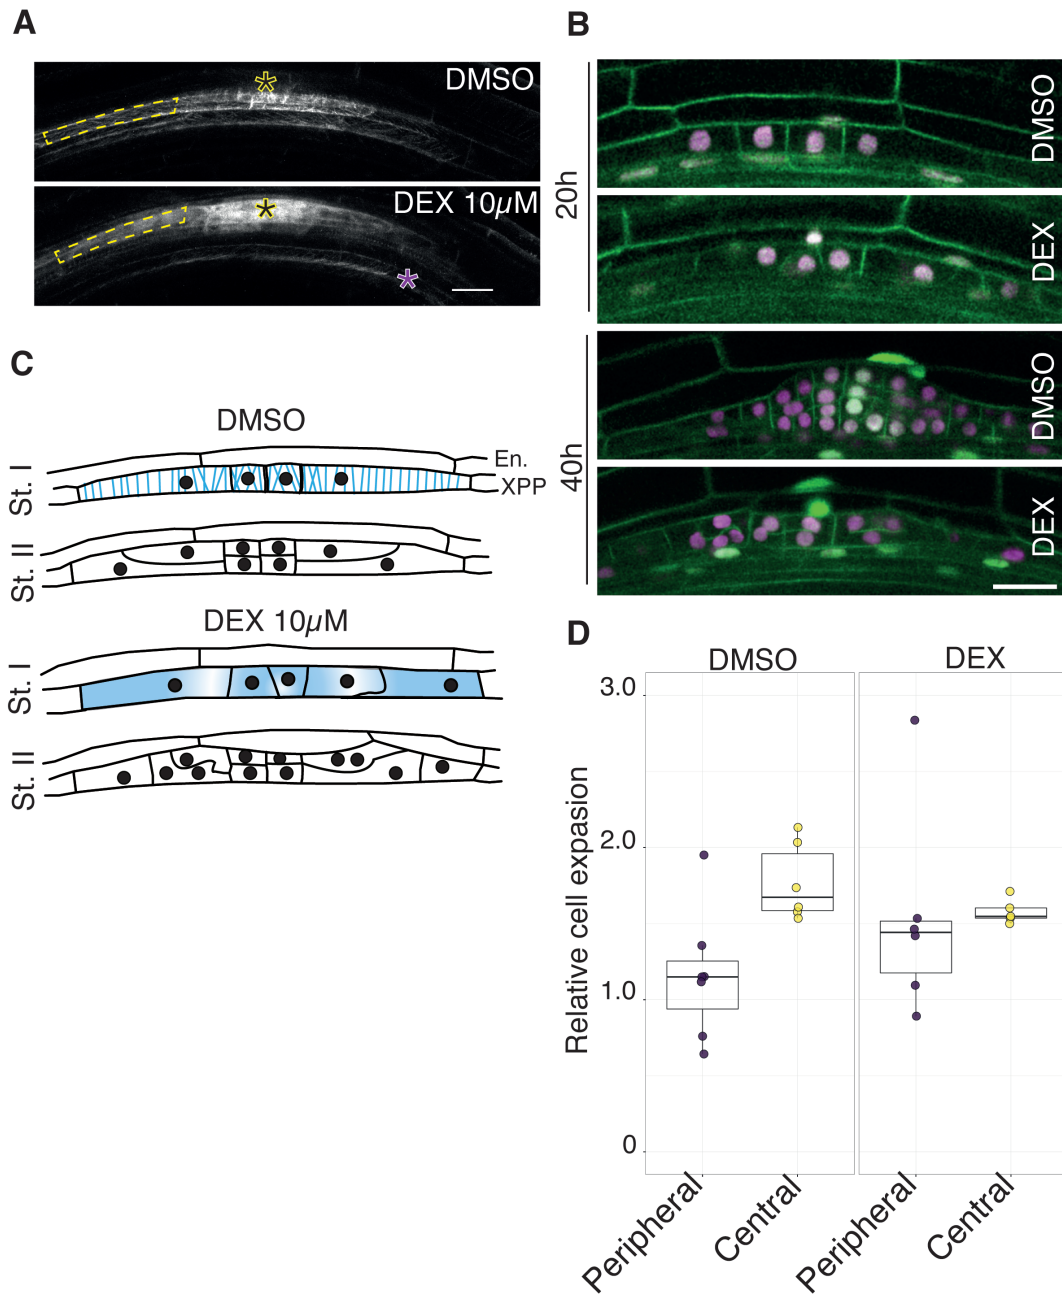 A
DMSO
DEX 10µM
B
20h
DMSO
DEX
40h
DMSO
DEX
C
DMSO
St. I
En.
XPP
St. II
DEX 10µM
St. I
St. II
D
DMSO
DEX
Relative cell expasion
3.0
2.0
1.0
0
Peripheral
Central
Peripheral
Central